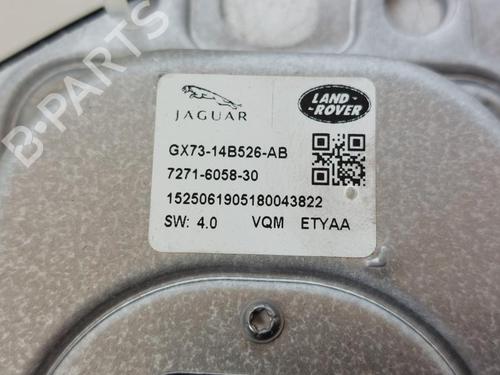 B-PARTS
JAGUAR
LAND
ROVER
GX73-14B526-AB
7271-6058-30
1525061905180043822
SW: 4.0 VQM ETYAA